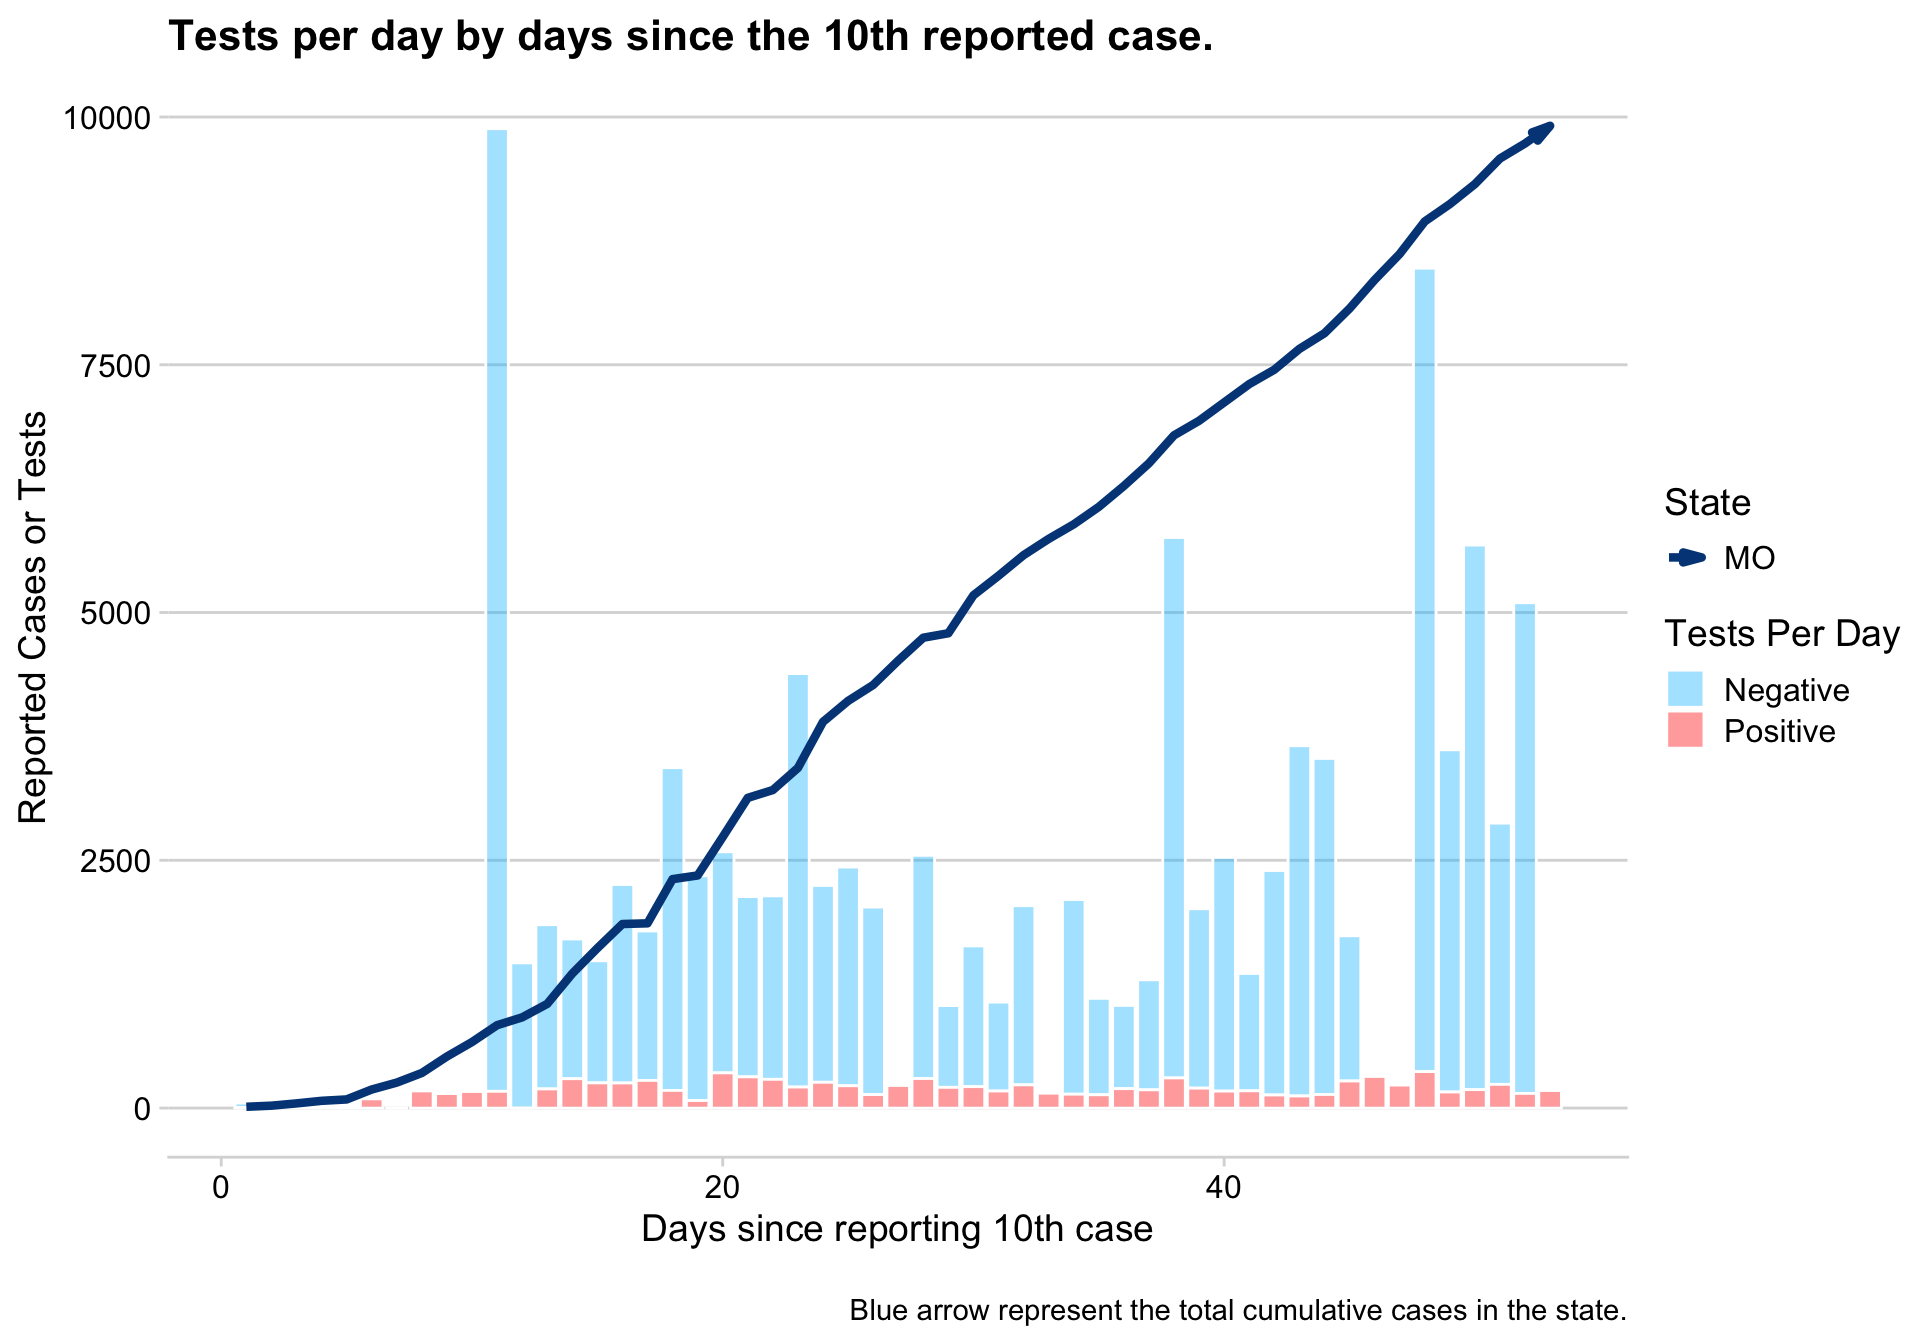 Tests per day by days since the 10th reported case.
10000
7500
5000
2500
0
Reported Cases or Tests
0 20 40
Days since reporting 10th case
State
MO
Tests Per Day
Negative
Positive
Blue arrow represent the total cumulative cases in the state.